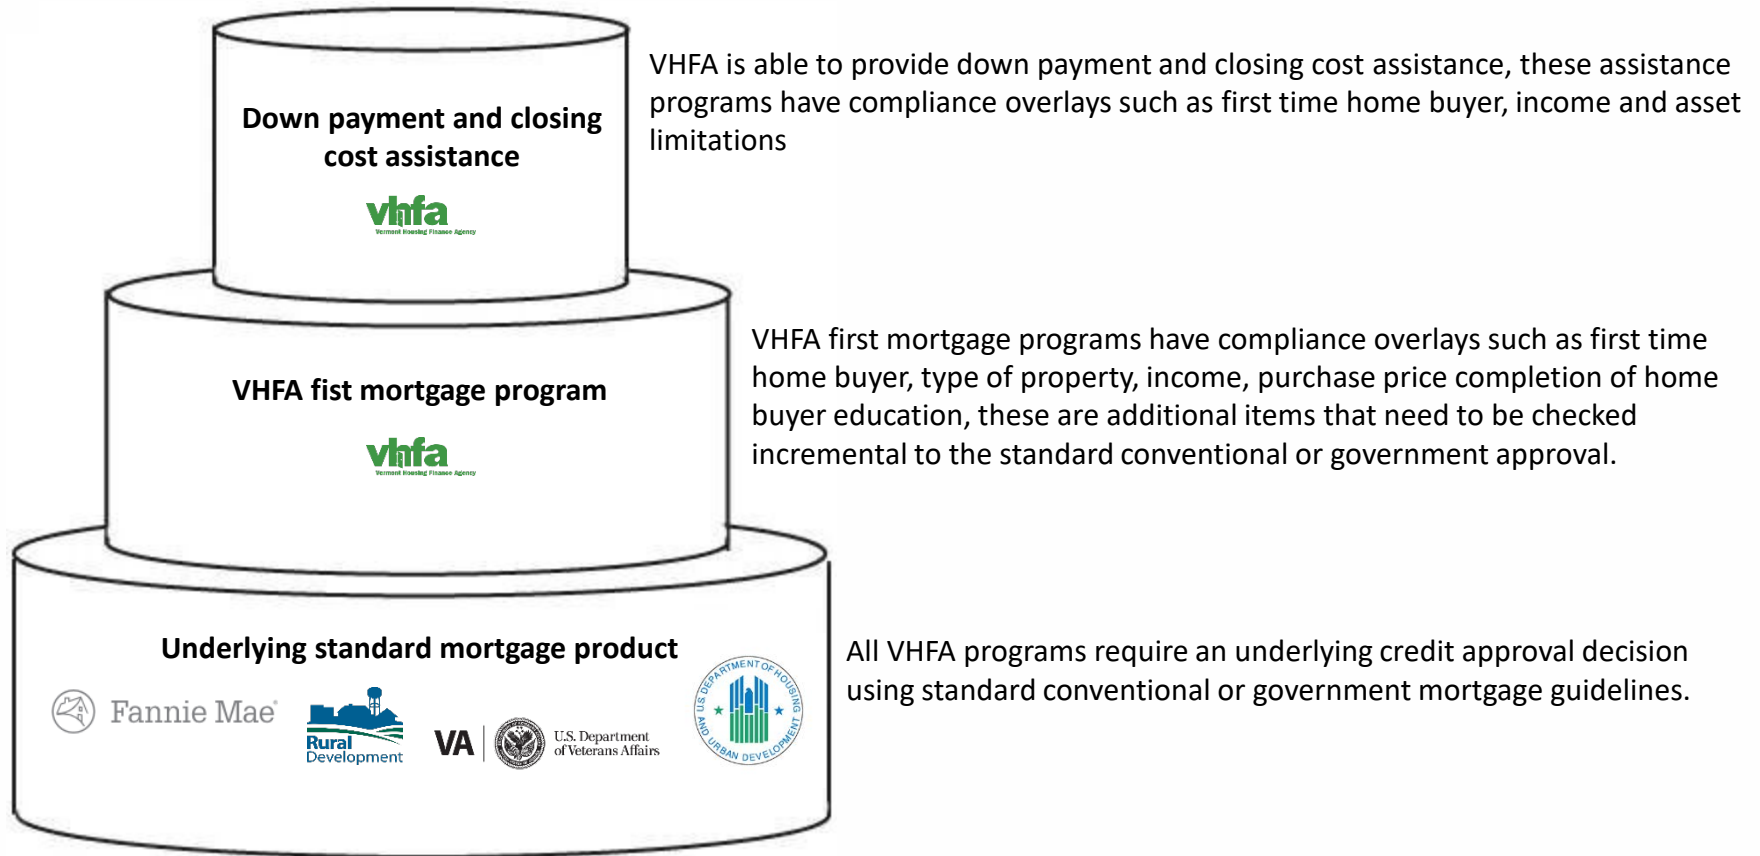 Down payment and closing
cost assistance
vhfa
Vermont Housing Finance Agency
VHFA is able to provide down payment and closing cost assistance, these assistance
programs have compliance overlays such as first time home buyer, income and asset
limitations
VHFA fist mortgage program
vhfa
Vermont Housing Finance Agency
VHFA first mortgage programs have compliance overlays such as first time
home buyer, type of property, income, purchase price completion of home
buyer education, these are additional items that need to be checked
incremental to the standard conventional or government approval.
Underlying standard mortgage product
Fannie Mae
Rural
Development
VA
U.S. Department
of Veterans Affairs
US DEPARTMENT OF HOUSING
AND URBAN DEVELOPMENT
All VHFA programs require an underlying credit approval decision
using standard conventional or government mortgage guidelines.